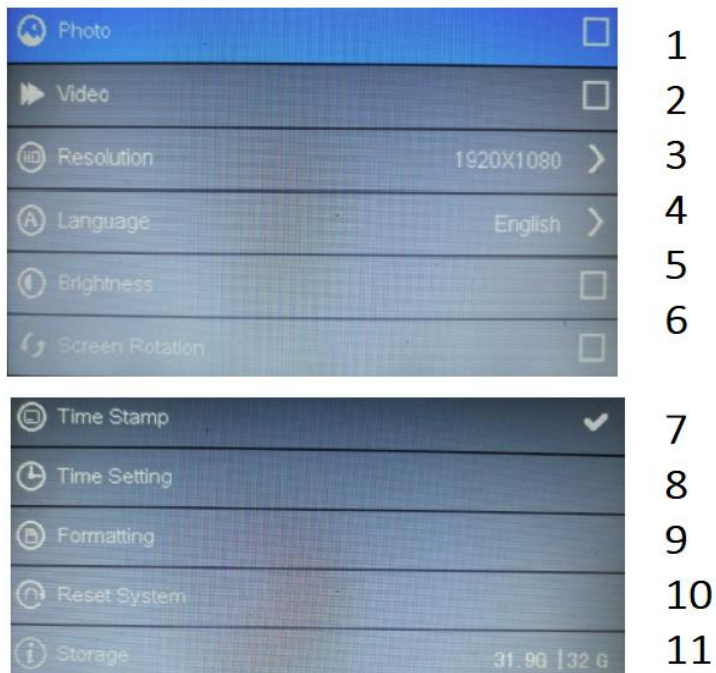 Photo 1
Video 2
Resolution 1920X1080 3
Language English 4
Brightness 5
Screen Rotation 6
Time Stamp 7
Time Setting 8
Formatting 9
Reset System 10
Storage 31.9G | 32 G 11